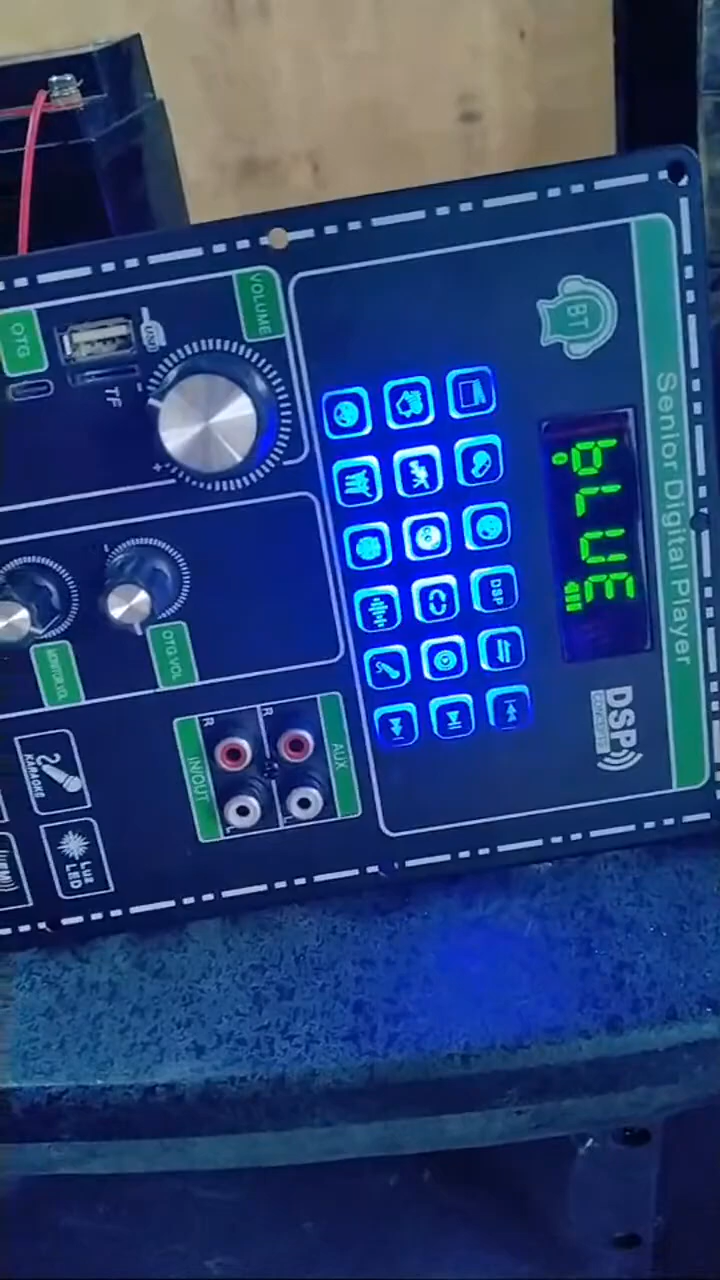 Senior Digital Player
BT
bLUE
DSP
DSP
VOLUME
OTG
USB
TF
OTG VOL
MONITOR VOL
AUX
IN/OUT
R
R
L
L
KARAOKE
Luz
LED